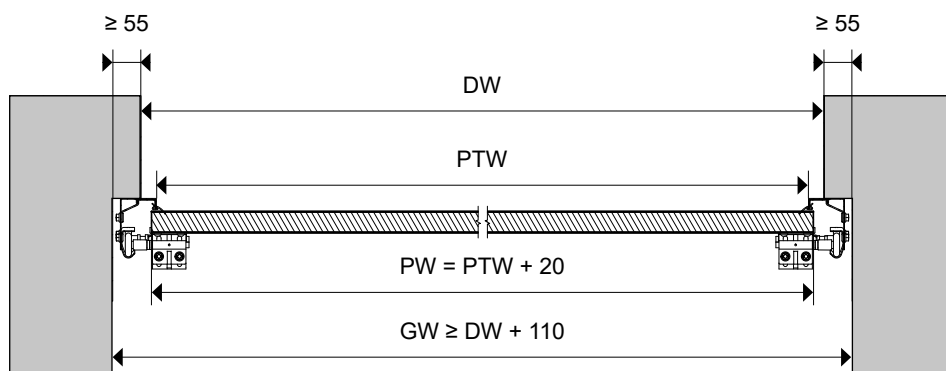 ≥ 55
≥ 55
DW
PTW
PW = PTW + 20
GW ≥ DW + 110